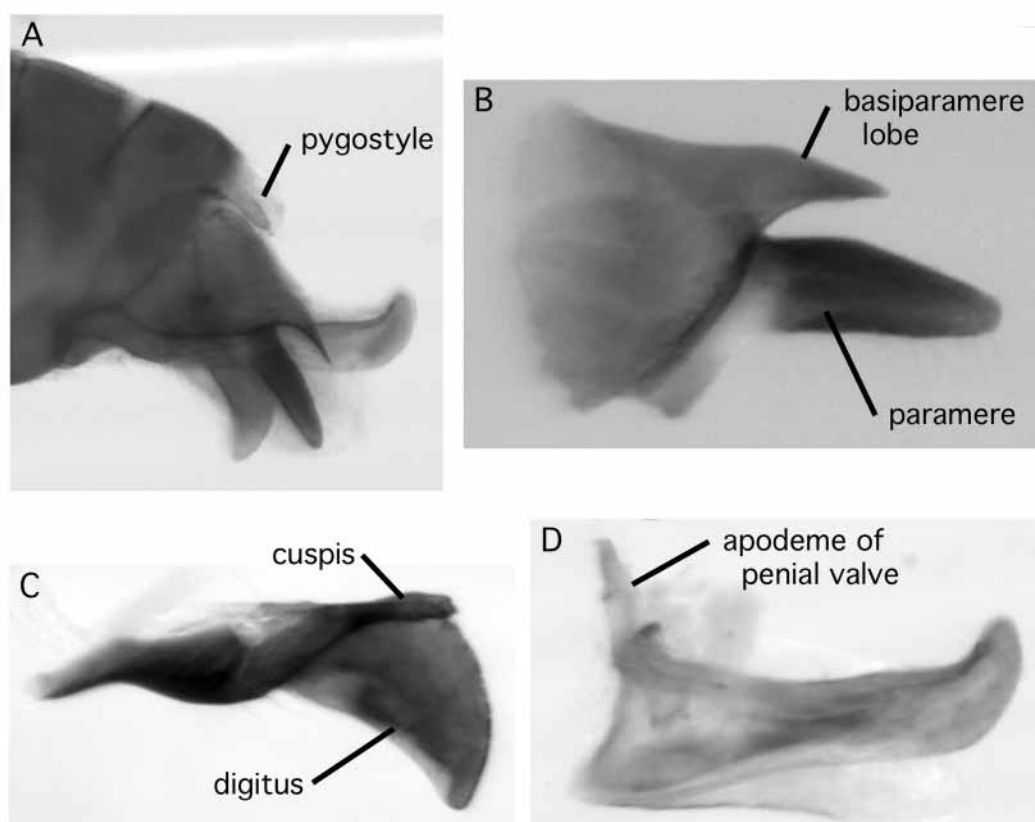 A
pygostyle
B
basiparamere
lobe
paramere
C
cuspis
digitus
D
apodeme of
penial valve